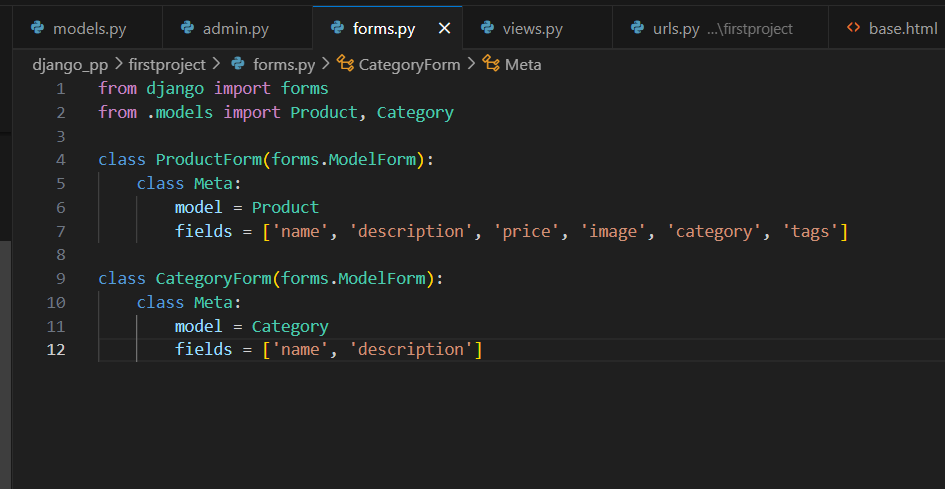 models.py admin.py forms.py × views.py urls.py ...\firstproject <> base.html
django_pp > firstproject > forms.py > CategoryForm > Meta
1 from django import forms
2 from .models import Product, Category
3
4 class ProductForm(forms.ModelForm):
5     class Meta:
6         model = Product
7         fields = ['name', 'description', 'price', 'image', 'category', 'tags']
8
9 class CategoryForm(forms.ModelForm):
10     class Meta:
11         model = Category
12         fields = ['name', 'description']